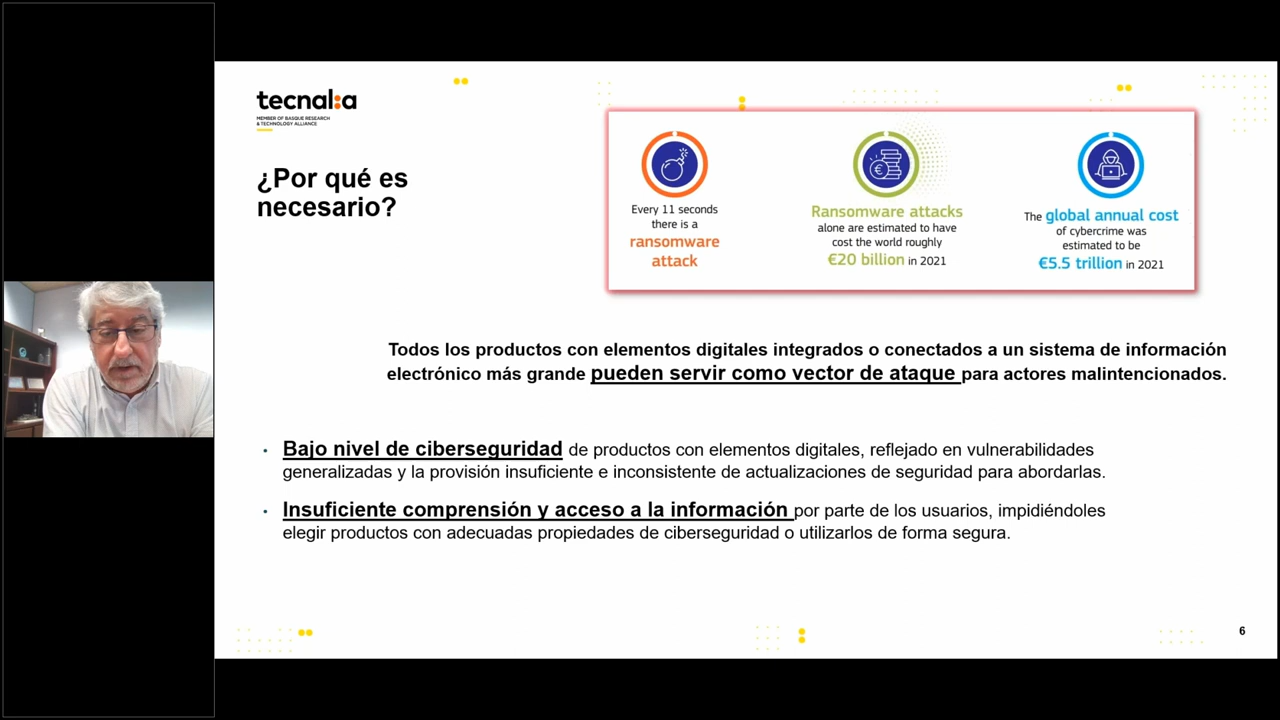 tecnal:a
MEMBER OF BASQUE RESEARCH
& TECHNOLOGY ALLIANCE
¿Por qué es
necesario?
Every 11 seconds
there is a
ransomware
attack
Ransomware attacks
alone are estimated to have
cost the world roughly
€20 billion in 2021
The global annual cost
of cybercrime was
estimated to be
€5.5 trillion in 2021
Todos los productos con elementos digitales integrados o conectados a un sistema de información
electrónico más grande pueden servir como vector de ataque para actores malintencionados.
• Bajo nivel de ciberseguridad de productos con elementos digitales, reflejado en vulnerabilidades
generalizadas y la provisión insuficiente e inconsistente de actualizaciones de seguridad para abordarlas.
• Insuficiente comprensión y acceso a la información por parte de los usuarios, impidiéndoles
elegir productos con adecuadas propiedades de ciberseguridad o utilizarlos de forma segura.
6